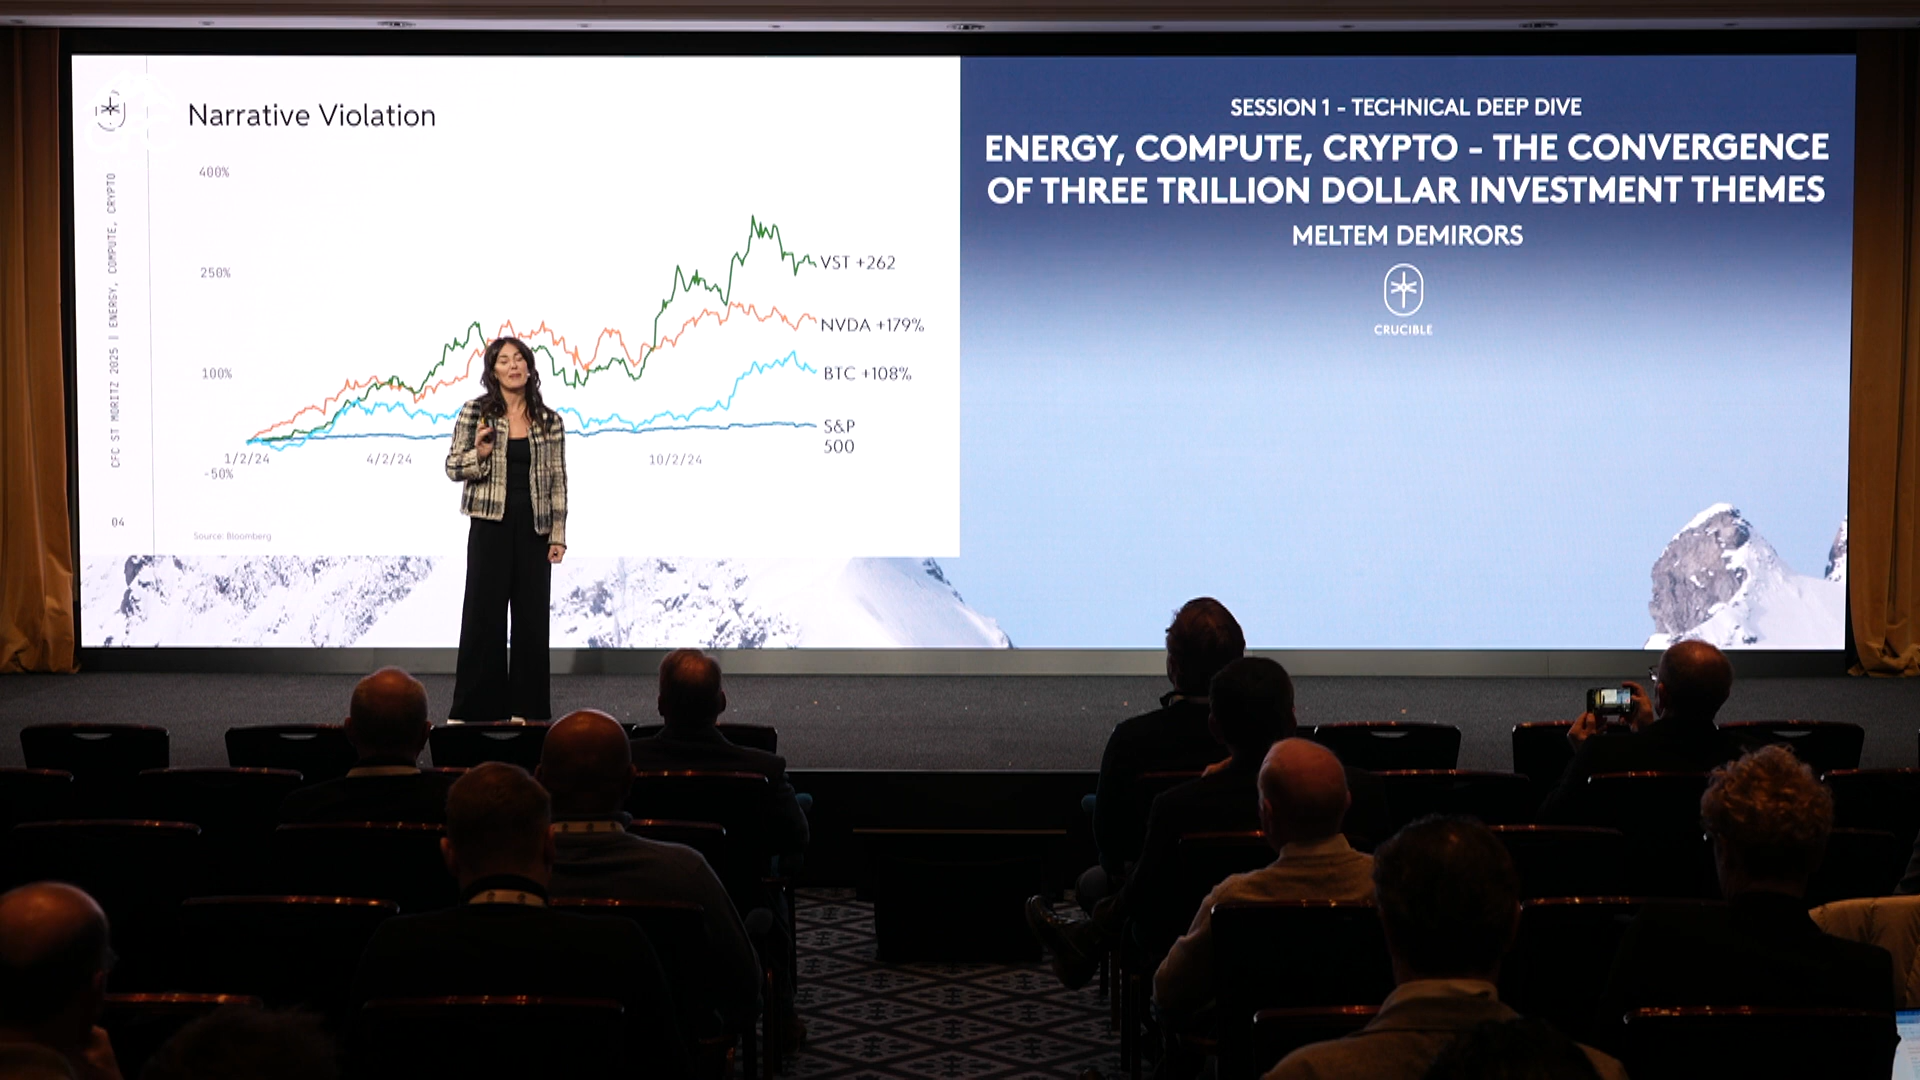 Narrative Violation
400%
250%
100%
-50%
VST +262
NVDA +179%
BTC +108%
S&P
500
1/2/24
4/2/24
10/2/24
Source: Bloomberg
CFC ST MORITZ 2025 || ENERGY, COMPUTE, CRYPTO
04
SESSION 1 - TECHNICAL DEEP DIVE
ENERGY, COMPUTE, CRYPTO - THE CONVERGENCE
OF THREE TRILLION DOLLAR INVESTMENT THEMES
MELTEM DEMIRORS
CRUCIBLE